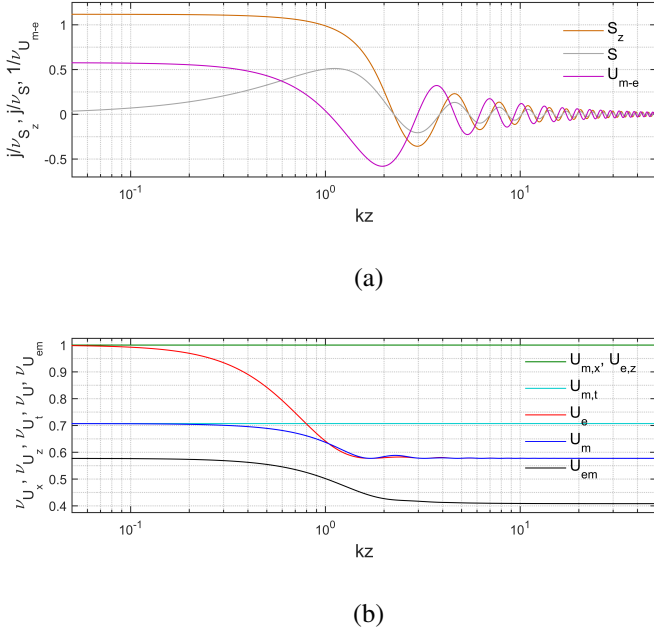 j/ν_{S_z}, j/ν_S, 1/ν_{U_{m-e}}
1
0.5
0
-0.5
S_z
S
U_{m-e}
10^{-1} 10^0 10^1
kz
(a)
ν_{U_x}, ν_{U_z}, ν_{U_t}, ν_U, ν_{U_{em}}
1
0.9
0.8
0.7
0.6
0.5
0.4
U_{m,x}, U_{e,z}
U_{m,t}
U_e
U_m
U_{em}
10^{-1} 10^0 10^1
kz
(b)